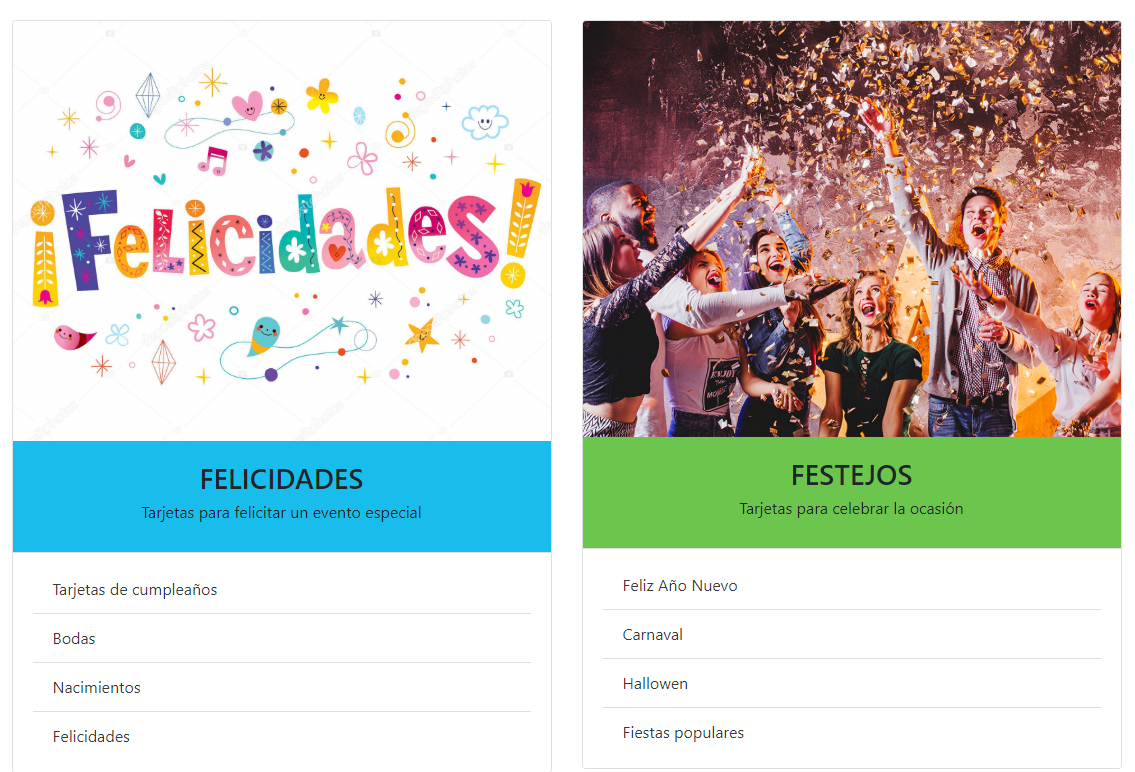 ¡Felicidades!
FELICIDADES
Tarjetas para felicitar un evento especial
Tarjetas de cumpleaños
Bodas
Nacimientos
Felicidades
ENJOY
FESTEJOS
Tarjetas para celebrar la ocasión
Feliz Año Nuevo
Carnaval
Hallowen
Fiestas populares